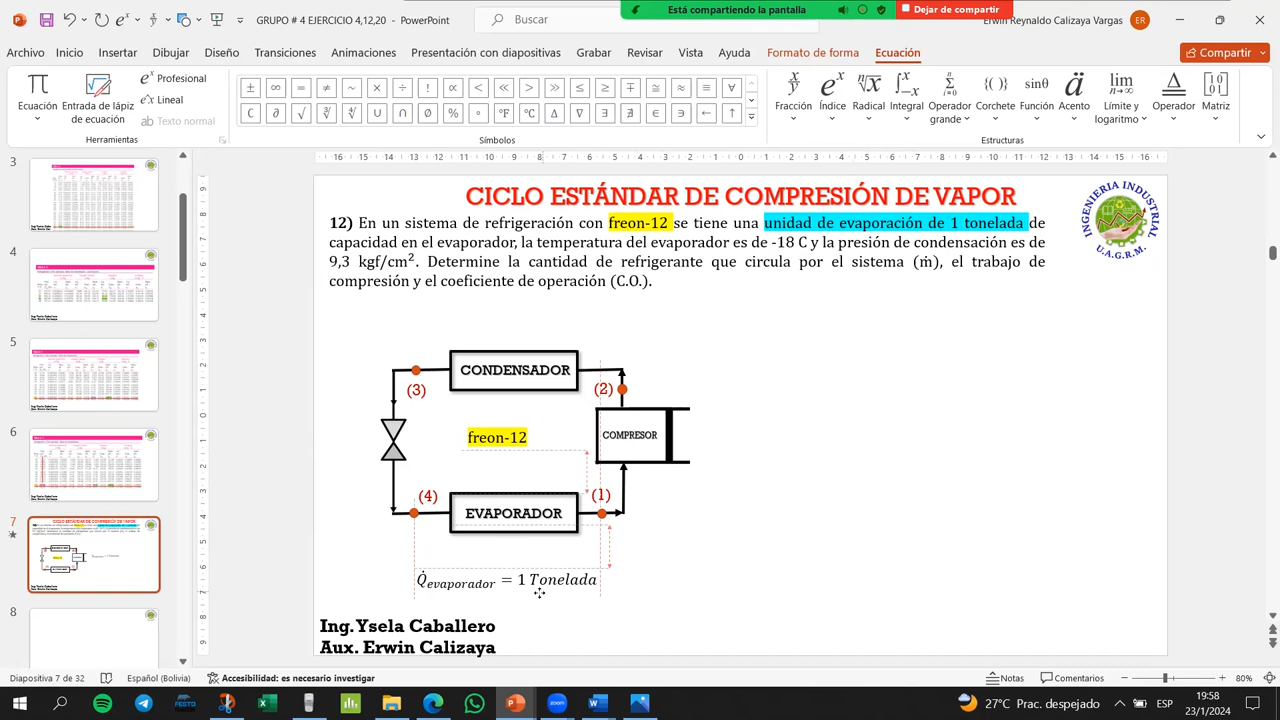 GRUPO # 4 EJERCICIO 4,12,20 - PowerPoint
Buscar
Está compartiendo la pantalla
Dejar de compartir
Erwin Reynaldo Calizaya Vargas
ER
Archivo Inicio Insertar Dibujar Diseño Transiciones Animaciones Presentación con diapositivas Grabar Revisar Vista Ayuda Formato de forma Ecuación
Compartir
Ecuación
Entrada de lápiz de ecuación
Profesional
Lineal
Texto normal
Herramientas
Símbolos
Fracción Índice Radical Integral Operador grande Corchete Función Acento Límite y logaritmo Operador Matriz
Estructuras
3
4
5
6
7
8
CICLO ESTÁNDAR DE COMPRESIÓN DE VAPOR
12) En un sistema de refrigeración con freon-12 se tiene una unidad de evaporación de 1 tonelada de
capacidad en el evaporador, la temperatura del evaporador es de -18 C y la presión de condensación es de
9,3 kgf/cm². Determine la cantidad de refrigerante que circula por el sistema (ṁ), el trabajo de
compresión y el coeficiente de operación (C.O.).
INGENIERIA INDUSTRIAL
U.A.G.R.M.
CONDENSADOR
(3)
(2)
freon-12
COMPRESOR
(4)
(1)
EVAPORADOR
Q̇evaporador = 1 Tonelada
Ing. Ysela Caballero
Aux. Erwin Calizaya
Diapositiva 7 de 32
Español (Bolivia)
Accesibilidad: es necesario investigar
Notas
Comentarios
80%
27°C Prac. despejado
ESP
19:58
23/1/2024